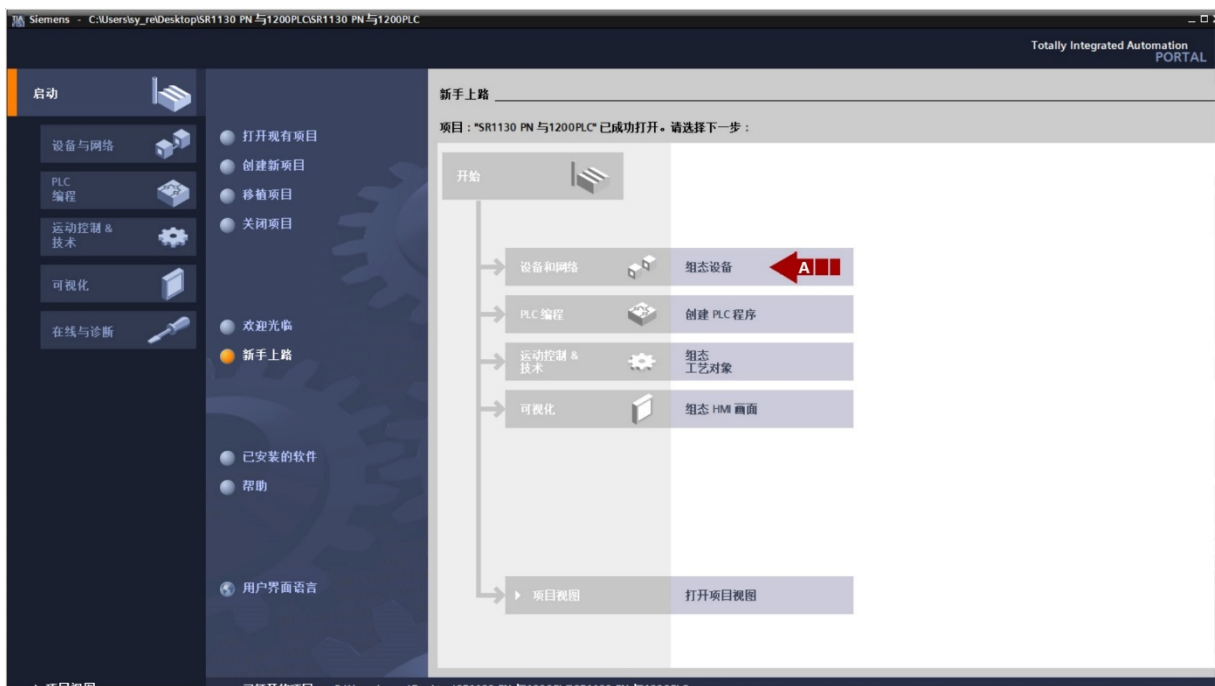 Siemens - C:\Users\sy_re\Desktop\SR1130 PN 与1200PLC\SR1130 PN 与1200PLC
Totally Integrated Automation
PORTAL
启动
设备与网络
PLC
编程
运动控制 &
技术
可视化
在线与诊断
打开现有项目
创建新项目
移植项目
关闭项目
欢迎光临
新手上路
已安装的软件
帮助
用户界面语言
新手上路
项目："SR1130 PN 与1200PLC" 已成功打开。请选择下一步：
开始
设备和网络
组态设备
A
PLC 编程
创建 PLC 程序
运动控制 &
技术
组态
工艺对象
可视化
组态 HMI 画面
项目视图
打开项目视图
项目视图